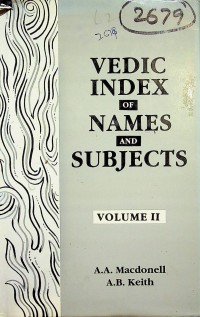 2679
VEDIC
INDEX
OF
NAMES
AND
SUBJECTS
VOLUME II
A.A. Macdonell
A.B. Keith